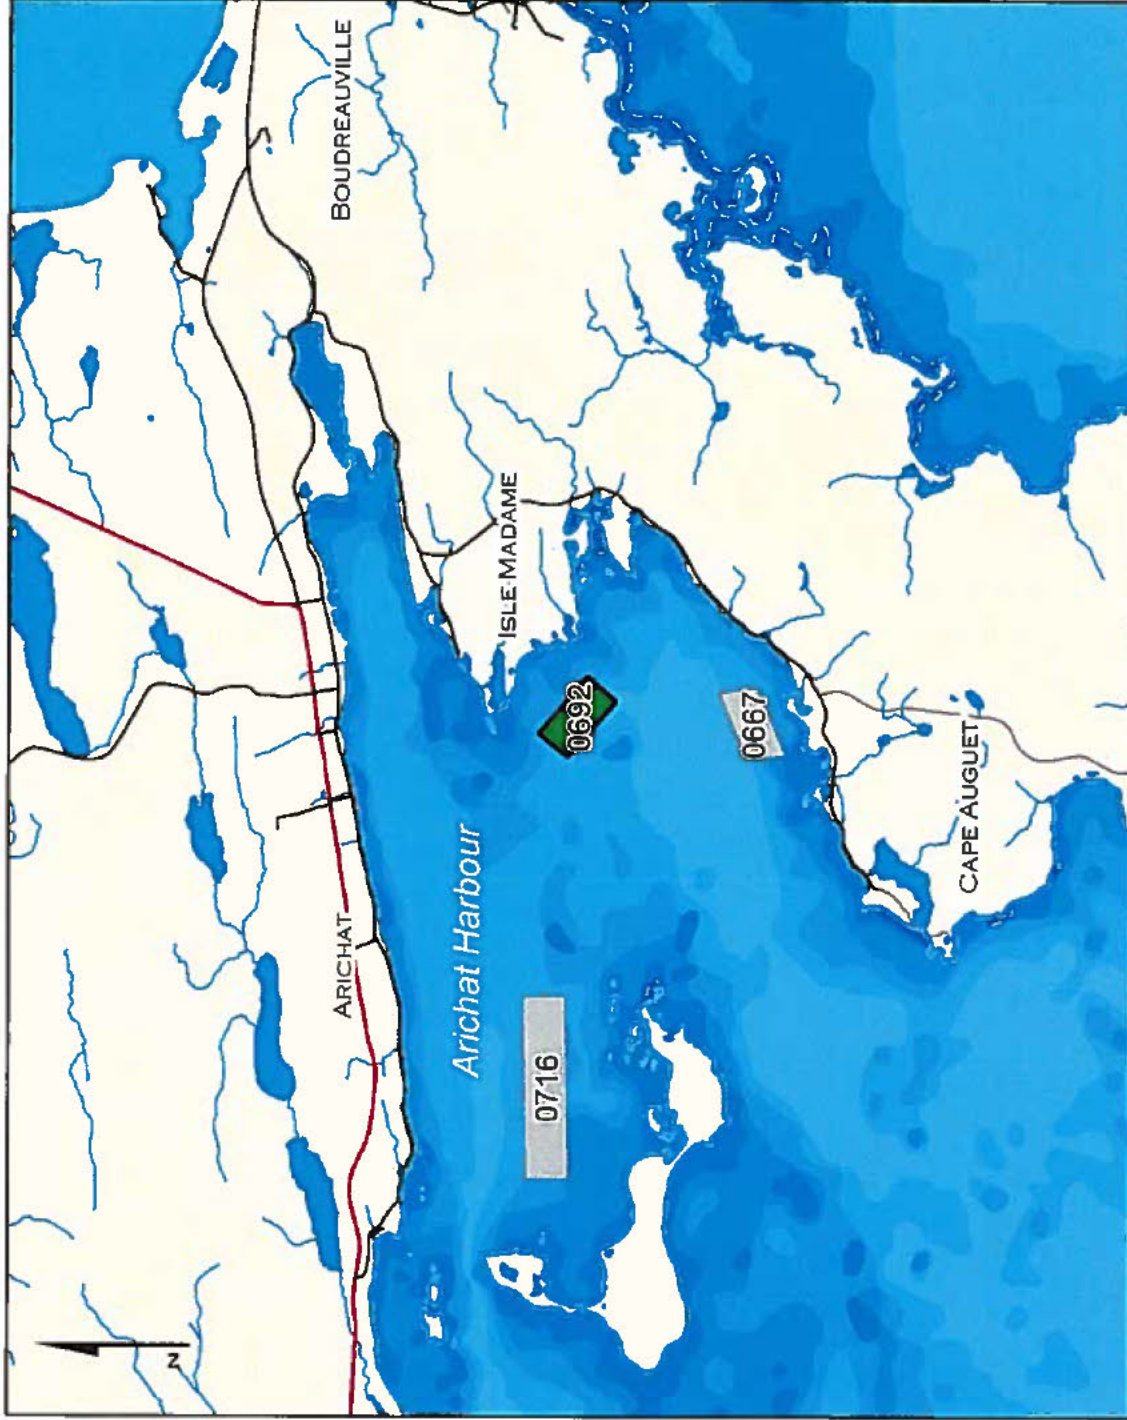 BOUDREAUVILLE
ISLE MADAME
ARICHAT
Arichat Harbour
0692
0667
0716
CAPE AUGUET
N